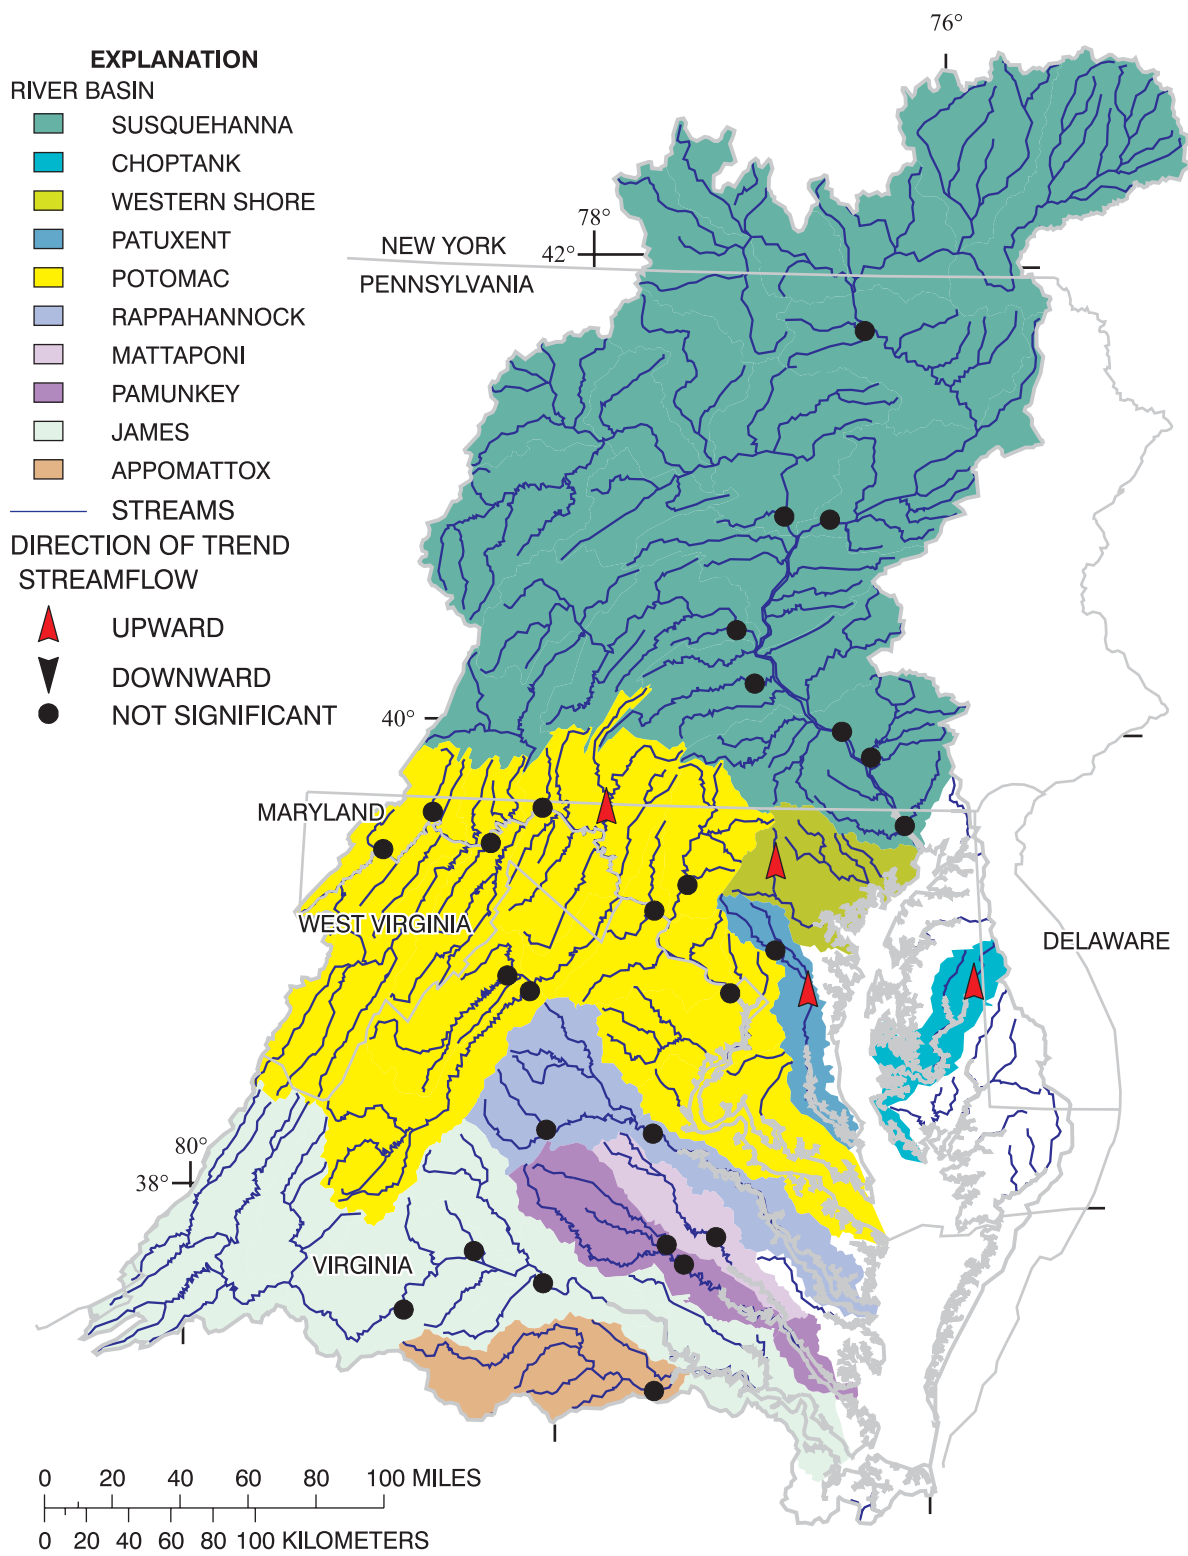 EXPLANATION
RIVER BASIN
SUSQUEHANNA
CHOPTANK
WESTERN SHORE
PATUXENT
POTOMAC
RAPPAHANNOCK
MATTAPONI
PAMUNKEY
JAMES
APPOMATTOX
STREAMS
DIRECTION OF TREND
STREAMFLOW
UPWARD
DOWNWARD
NOT SIGNIFICANT
76°
78°
42°
NEW YORK
PENNSYLVANIA
40°
MARYLAND
WEST VIRGINIA
DELAWARE
80°
38°
VIRGINIA
0 20 40 60 80 100 MILES
0 20 40 60 80 100 KILOMETERS